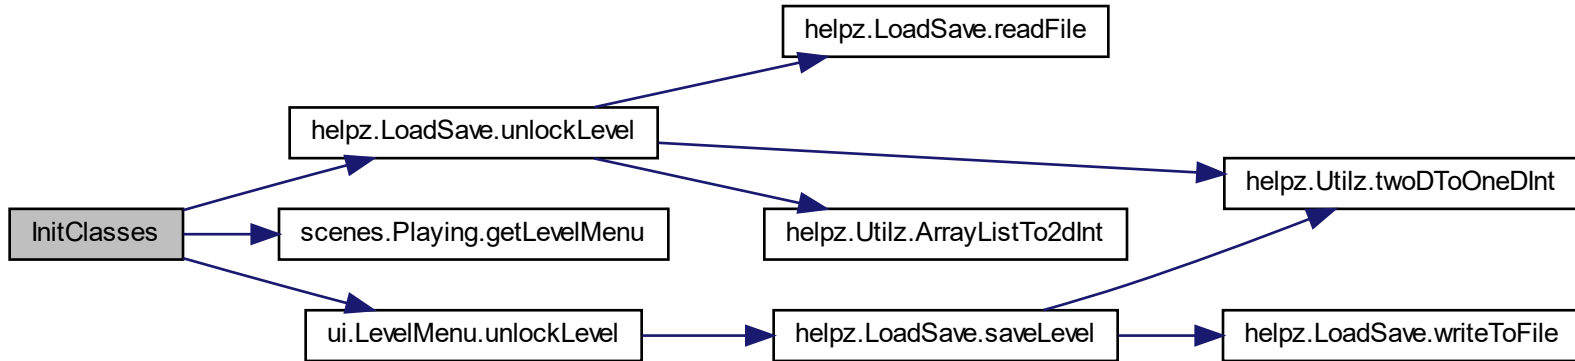 InitClasses
helpz.LoadSave.unlockLevel
scenes.Playing.getLevelMenu
ui.LevelMenu.unlockLevel
helpz.LoadSave.readFile
helpz.Utilz.ArrayListTo2dInt
helpz.LoadSave.saveLevel
helpz.Utilz.twoDToOneDInt
helpz.LoadSave.writeToFile